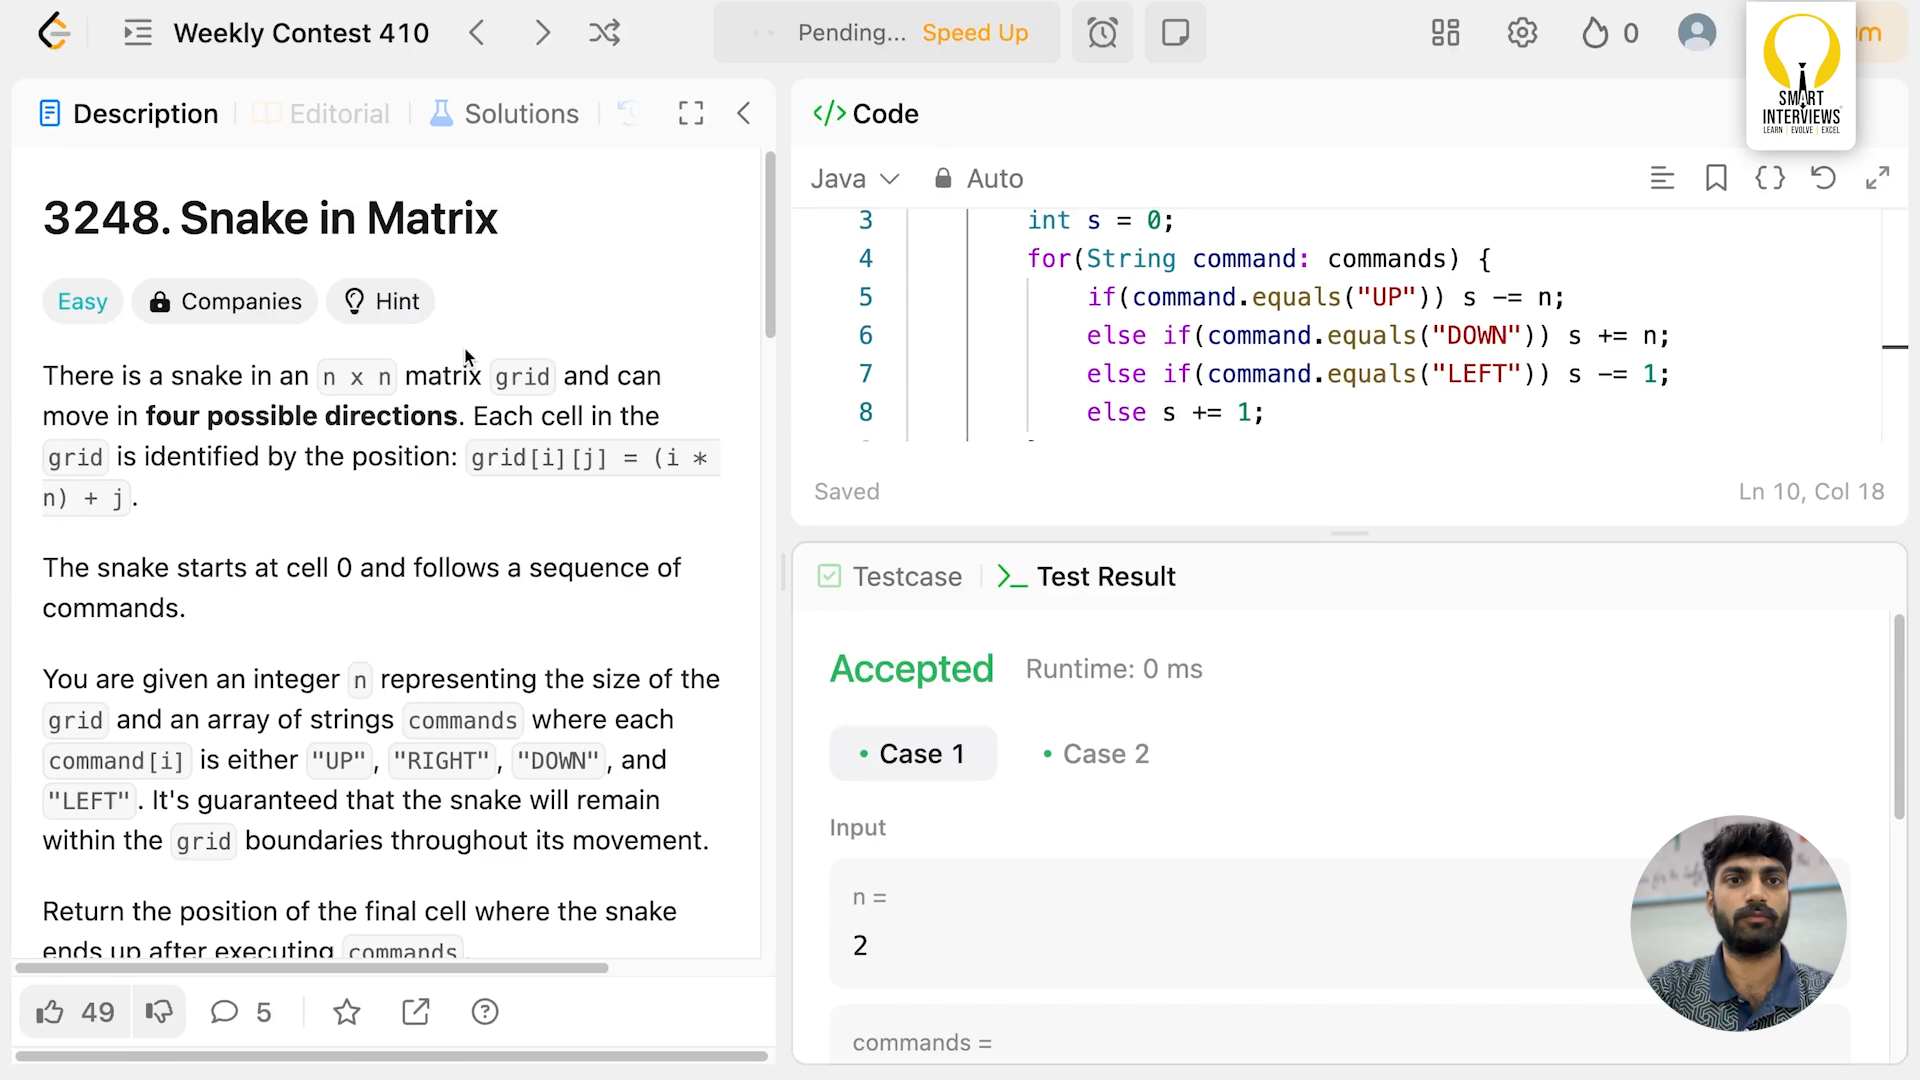 Weekly Contest 410
Pending... Speed Up
0
m
SMART
INTERVIEWS
LEARN | EVOLVE | EXCEL
Description
Editorial
Solutions
3248. Snake in Matrix
Easy
Companies
Hint
There is a snake in an n x n matrix grid and can
move in four possible directions. Each cell in the
grid is identified by the position: grid[i][j] = (i *
n) + j.
The snake starts at cell 0 and follows a sequence of
commands.
You are given an integer n representing the size of the
grid and an array of strings commands where each
command[i] is either "UP", "RIGHT", "DOWN", and
"LEFT". It's guaranteed that the snake will remain
within the grid boundaries throughout its movement.
Return the position of the final cell where the snake
ends up after executing commands.
49
5
</> Code
Java
Auto
3 int s = 0;
4 for(String command: commands) {
5 if(command.equals("UP")) s -= n;
6 else if(command.equals("DOWN")) s += n;
7 else if(command.equals("LEFT")) s -= 1;
8 else s += 1;
Saved
Ln 10, Col 18
Testcase
>_ Test Result
Accepted
Runtime: 0 ms
• Case 1
• Case 2
Input
n =
2
commands =